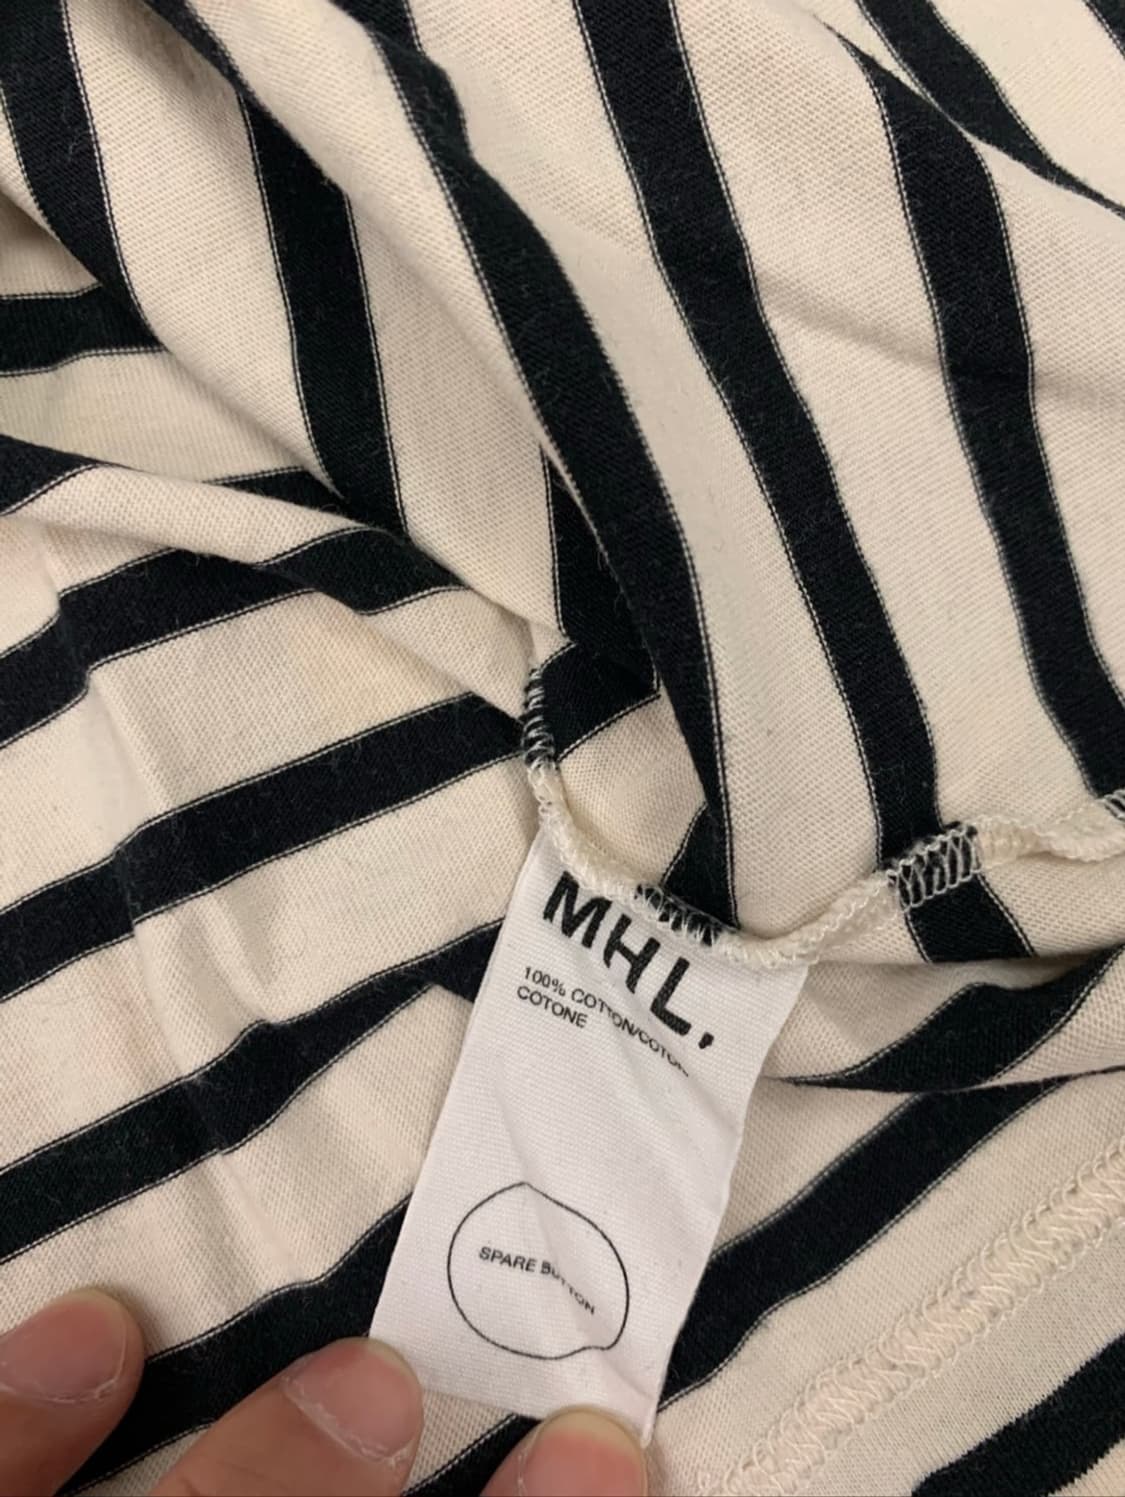 MHL.
100% COTTON/COTON
COTONE
SPARE BUTTON